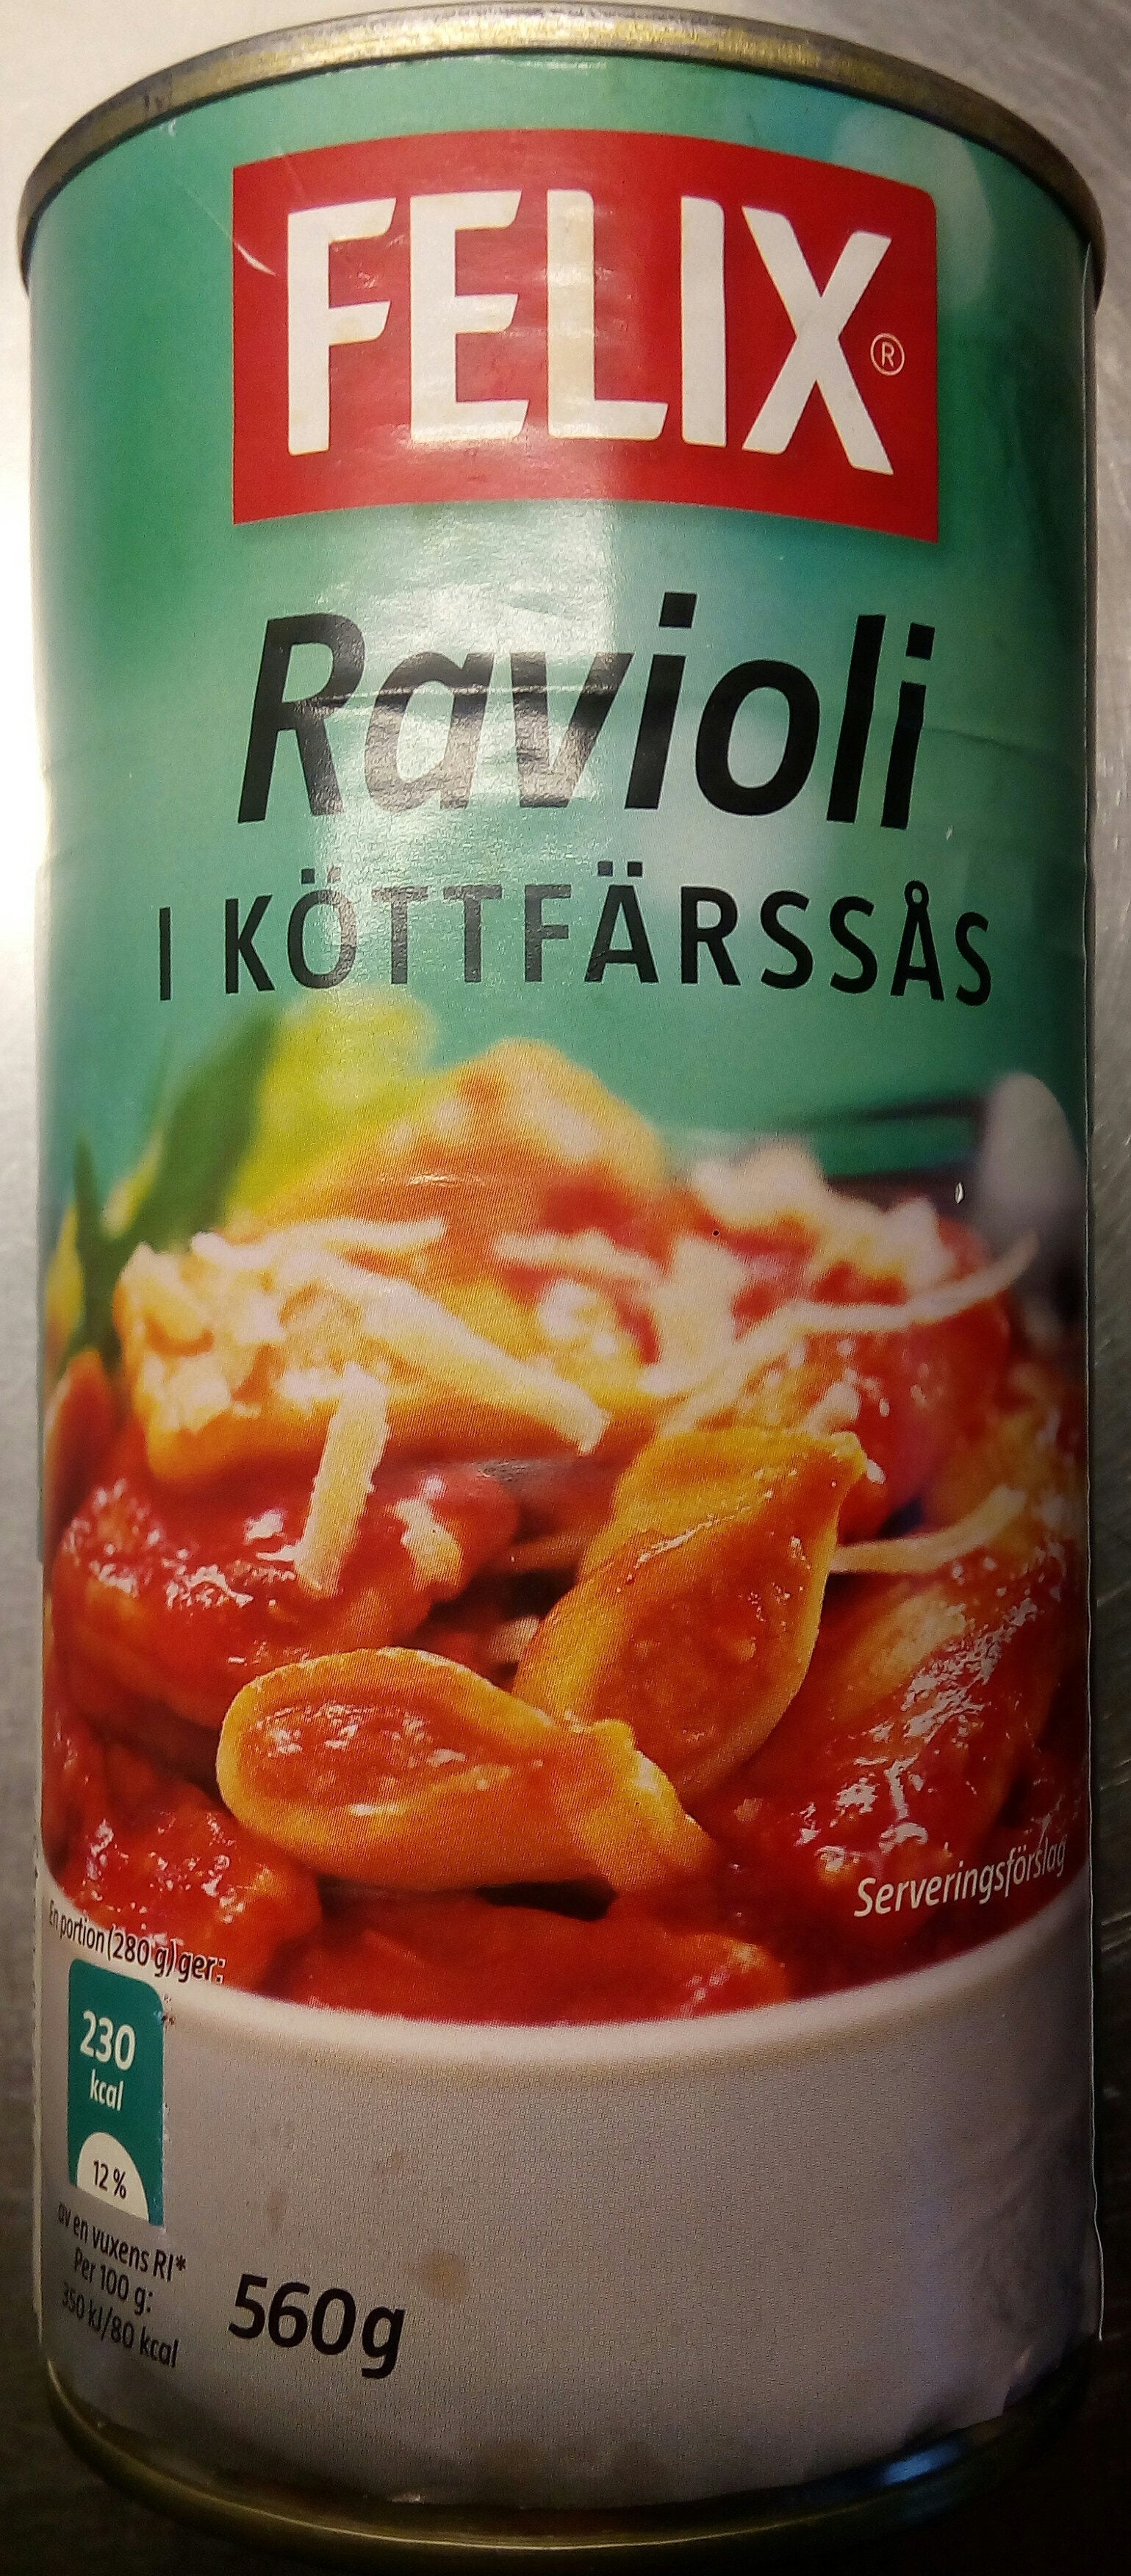 FELIX®
Ravioli
I KÖTTFÄRSSÅS
Serveringsförslag
En portion (280 g) ger:
230
kcal
12 %
av en vuxens RI*
Per 100 g:
350 kJ/80 kcal
560g